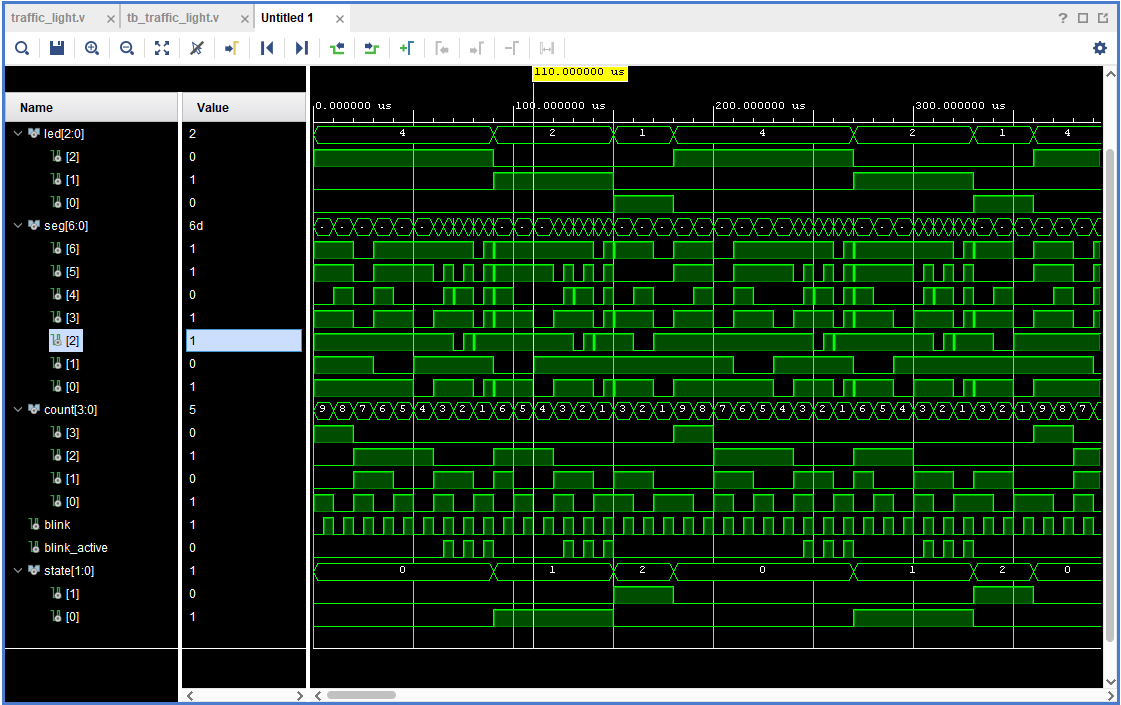 traffic_light.v × tb_traffic_light.v × Untitled 1 ×
? 
110.000000 us
Name Value
0.000000 us 100.000000 us 200.000000 us 300.000000 us
led[2:0] 2 4 2 1 4 2 1 4
[2] 0
[1] 1
[0] 0
seg[6:0] 6d
[6] 1
[5] 1
[4] 0
[3] 1
[2] 1
[1] 0
[0] 1
count[3:0] 5 9 8 7 6 5 4 3 2 1 6 5 4 3 2 1 3 2 1 9 8 7 6 5 4 3 2 1 6 5 4 3 2 1 3 2 1 9 8 7
[3] 0
[2] 1
[1] 0
[0] 1
blink 1
blink_active 0
state[1:0] 1 0 1 2 0 1 2 0
[1] 0
[0] 1